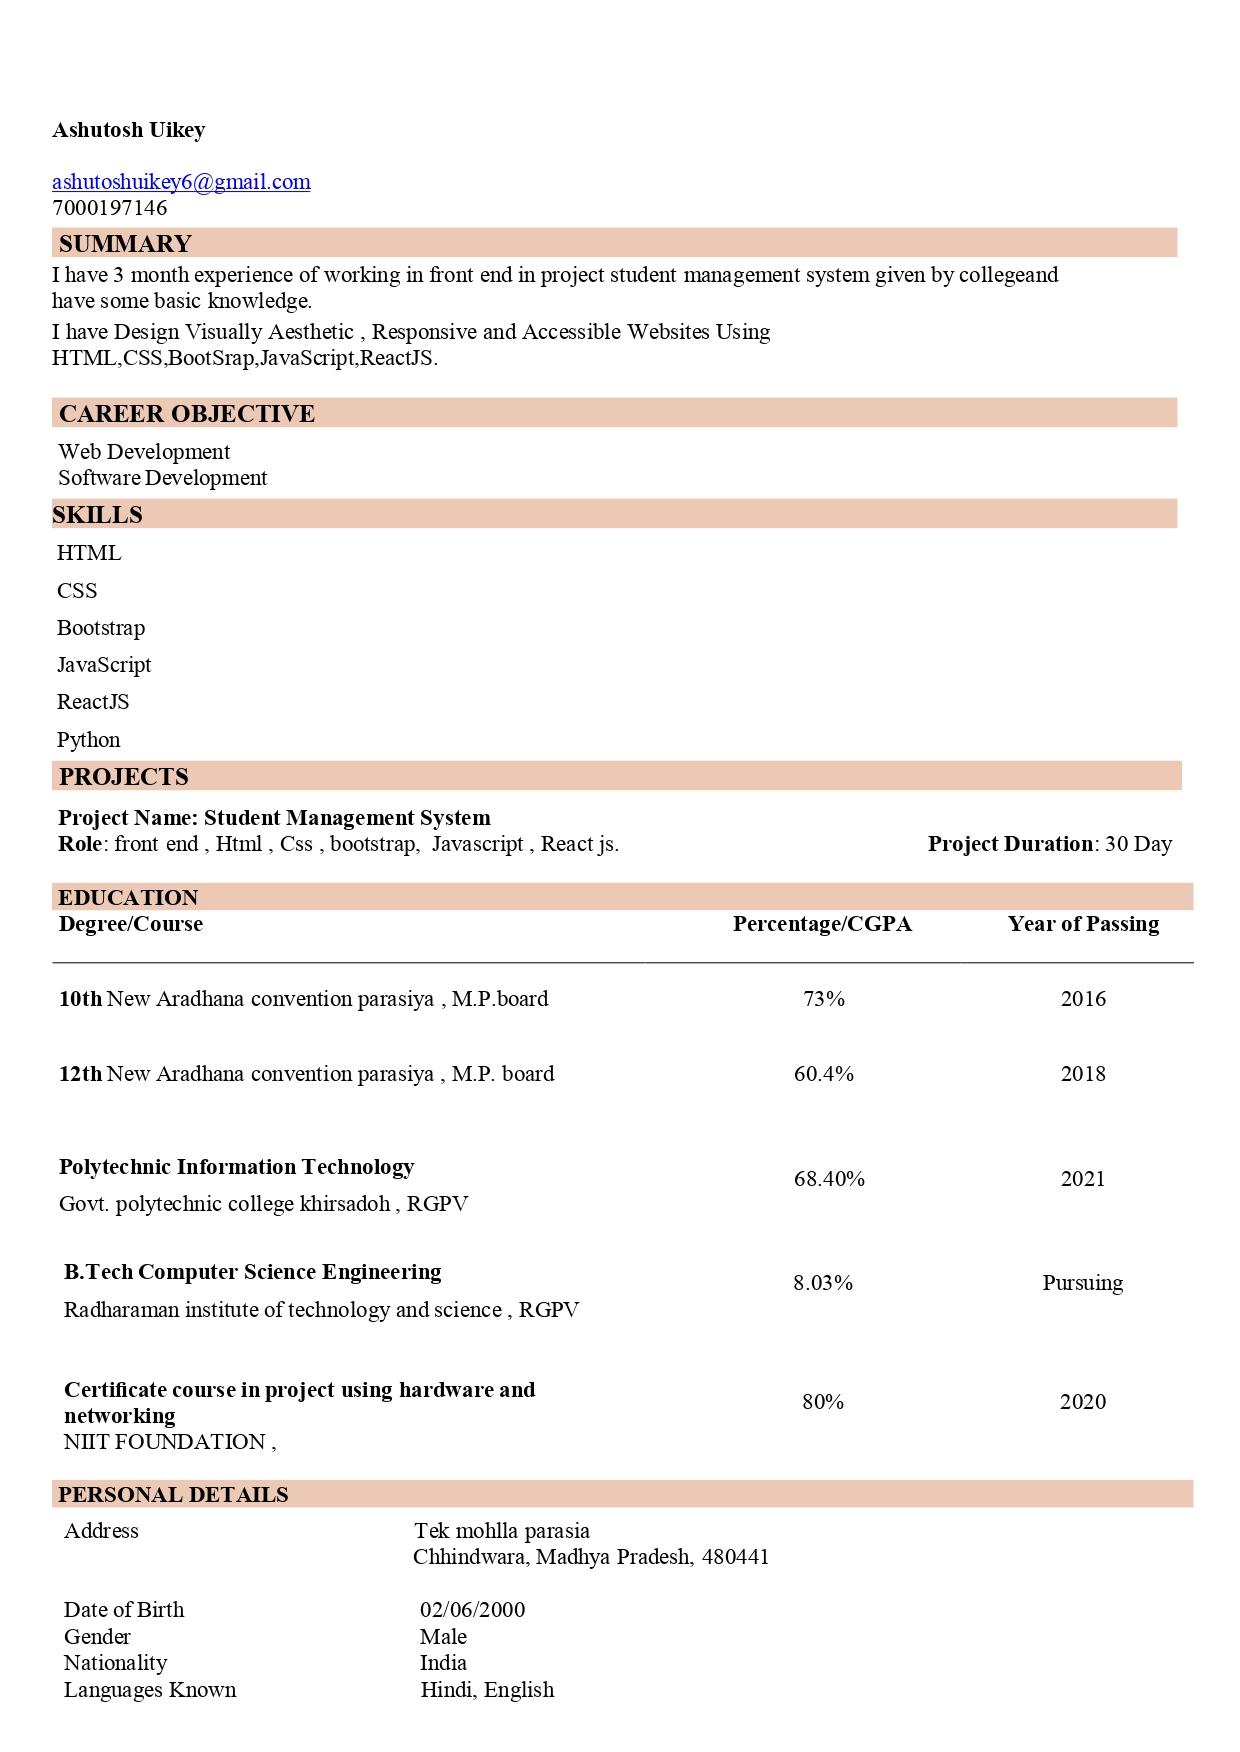 Ashutosh Uikey
ashutoshuikey6@gmail.com
7000197146
SUMMARY
I have 3 month experience of working in front end in project student management system given by collegeand
have some basic knowledge.
I have Design Visually Aesthetic , Responsive and Accessible Websites Using
HTML,CSS,BootSrap,JavaScript,ReactJS.
CAREER OBJECTIVE
Web Development
Software Development
SKILLS
HTML
CSS
Bootstrap
JavaScript
ReactJS
Python
PROJECTS
Project Name: Student Management System
Role: front end , Html , Css , bootstrap, Javascript , React js. Project Duration: 30 Day
EDUCATION
Degree/Course Percentage/CGPA Year of Passing
10th New Aradhana convention parasiya , M.P.board 73% 2016
12th New Aradhana convention parasiya , M.P. board 60.4% 2018
Polytechnic Information Technology
68.40% 2021
Govt. polytechnic college khirsadoh , RGPV
B.Tech Computer Science Engineering
8.03% Pursuing
Radharaman institute of technology and science , RGPV
Certificate course in project using hardware and
80% 2020
networking
NIIT FOUNDATION ,
PERSONAL DETAILS
Address Tek mohlla parasia
Chhindwara, Madhya Pradesh, 480441
Date of Birth 02/06/2000
Gender Male
Nationality India
Languages Known Hindi, English